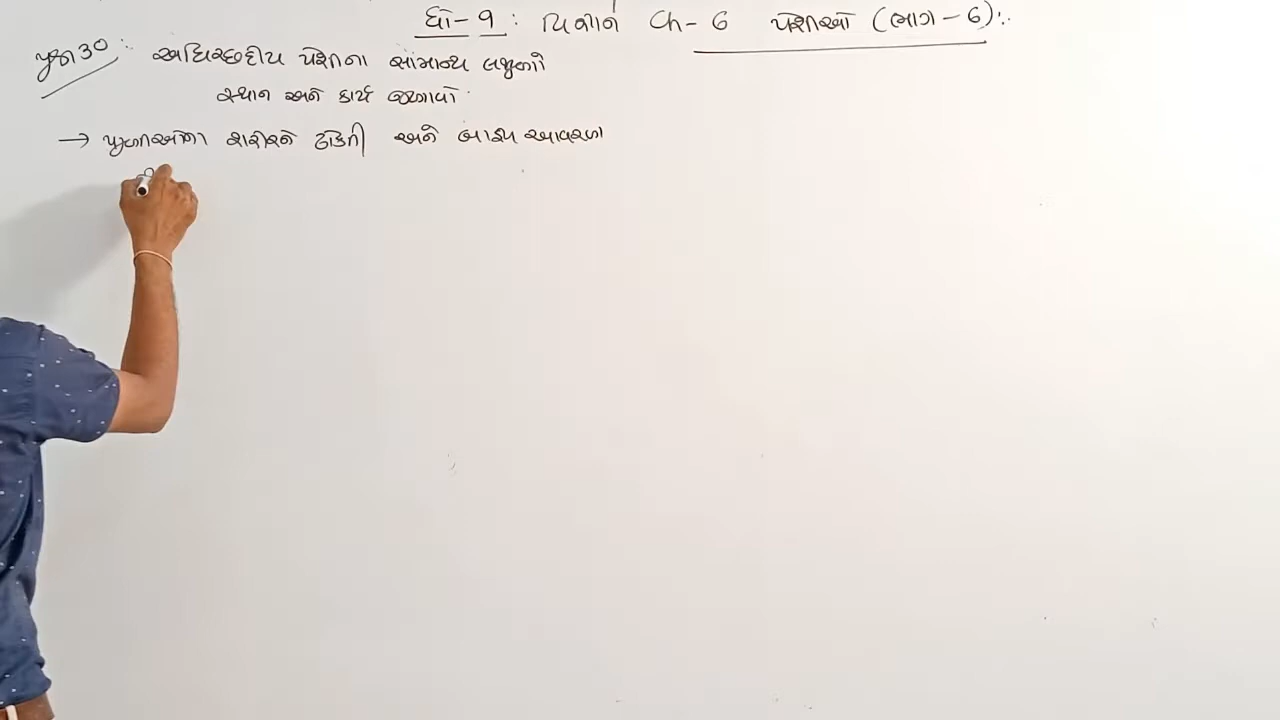 ધો-9 : વિજ્ઞાન Ch-6 પેશીઓ (ભાગ-6):
પ્રશ્ન 30 : અધિચ્છદીય પેશીના સામાન્ય લક્ષણો
સ્થાન અને કાર્ય જણાવો.
→ પ્રાણીઓના શરીરને ઢાંકતી અને બાહ્ય આવરણ